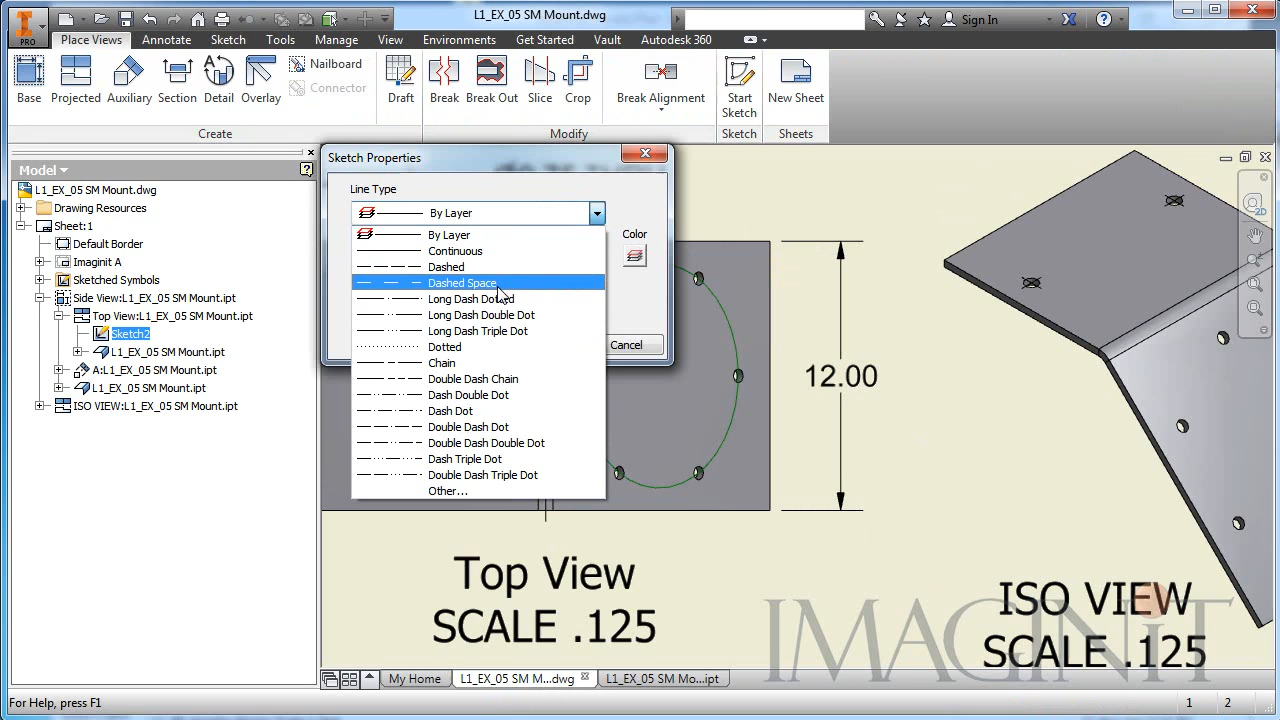 L1_EX_05 SM Mount.dwg
Sign In
PRO
Place Views Annotate Sketch Tools Manage View Environments Get Started Vault Autodesk 360
Base Projected Auxiliary Section Detail Overlay
Nailboard
Connector
Draft
Break Break Out Slice Crop
Break Alignment
Start Sketch
New Sheet
Create Modify Sketch Sheets
Model
L1_EX_05 SM Mount.dwg
Drawing Resources
Sheet:1
Default Border
Imaginit A
Sketched Symbols
Side View:L1_EX_05 SM Mount.ipt
Top View:L1_EX_05 SM Mount.ipt
Sketch2
L1_EX_05 SM Mount.ipt
A:L1_EX_05 SM Mount.ipt
L1_EX_05 SM Mount.ipt
ISO VIEW:L1_EX_05 SM Mount.ipt
Sketch Properties
Line Type
By Layer
Color
Cancel
By Layer
Continuous
Dashed
Dashed Space
Long Dash Dotted
Long Dash Double Dot
Long Dash Triple Dot
Dotted
Chain
Double Dash Chain
Dash Double Dot
Dash Dot
Double Dash Dot
Double Dash Double Dot
Dash Triple Dot
Double Dash Triple Dot
Other...
2D
12.00
Top View
SCALE .125
ISO VIEW
SCALE .125
IMAGINiT
My Home L1_EX_05 SM M...dwg L1_EX_05 SM Mo...ipt
For Help, press F1
1 2